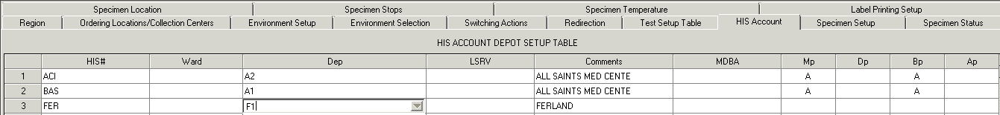 Specimen Location Specimen Stops Specimen Temperature Label Printing Setup
Region Ordering Locations/Collection Centers Environment Setup Environment Selection Switching Actions Redirection Test Setup Table HIS Account Specimen Setup Specimen Status
HIS ACCOUNT DEPOT SETUP TABLE
HIS# Ward Dep LSRV Comments MDBA Mp Dp Bp Ap
1 ACI A2 ALL SAINTS MED CENTE A A
2 BAS A1 ALL SAINTS MED CENTE A A
3 FER F1 FERLAND